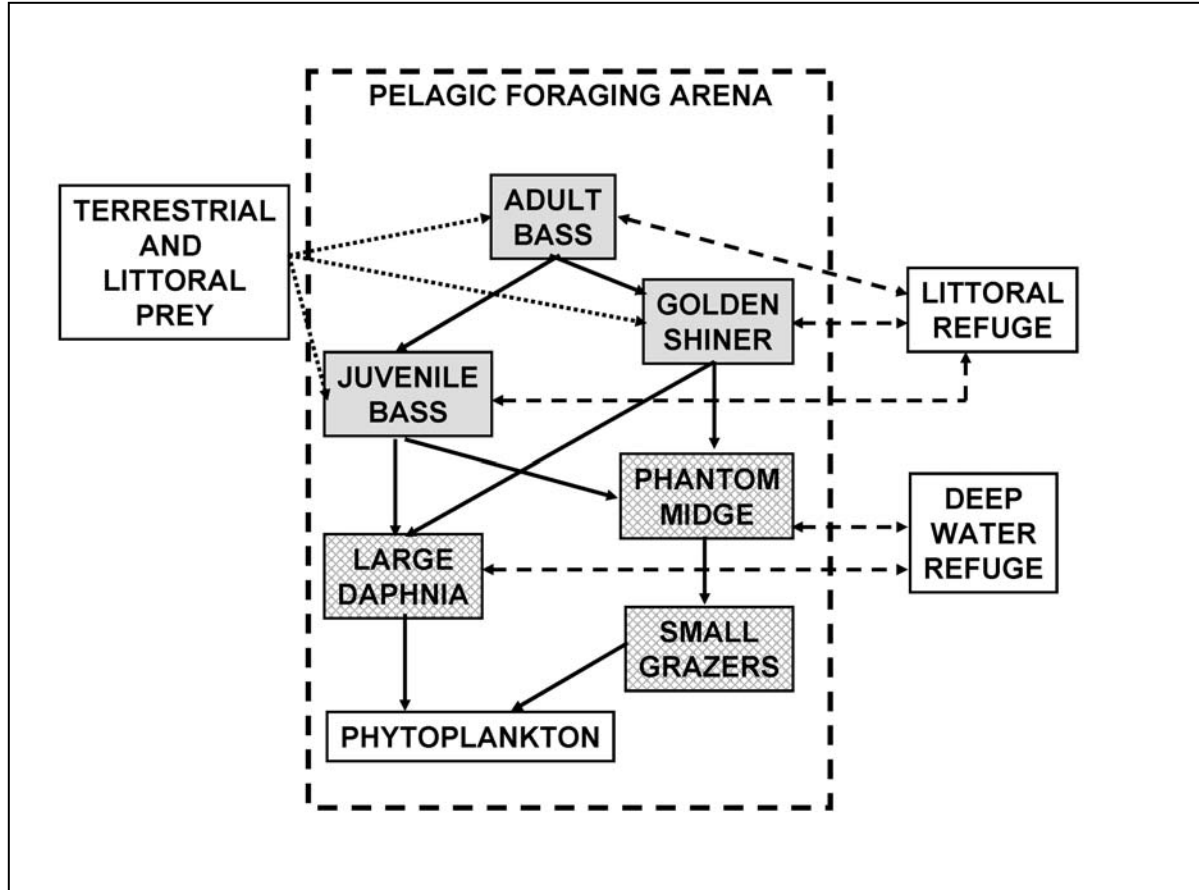 PELAGIC FORAGING ARENA
TERRESTRIAL
AND
LITTORAL
PREY
ADULT
BASS
GOLDEN
SHINER
LITTORAL
REFUGE
JUVENILE
BASS
PHANTOM
MIDGE
DEEP
WATER
REFUGE
LARGE
DAPHNIA
SMALL
GRAZERS
PHYTOPLANKTON